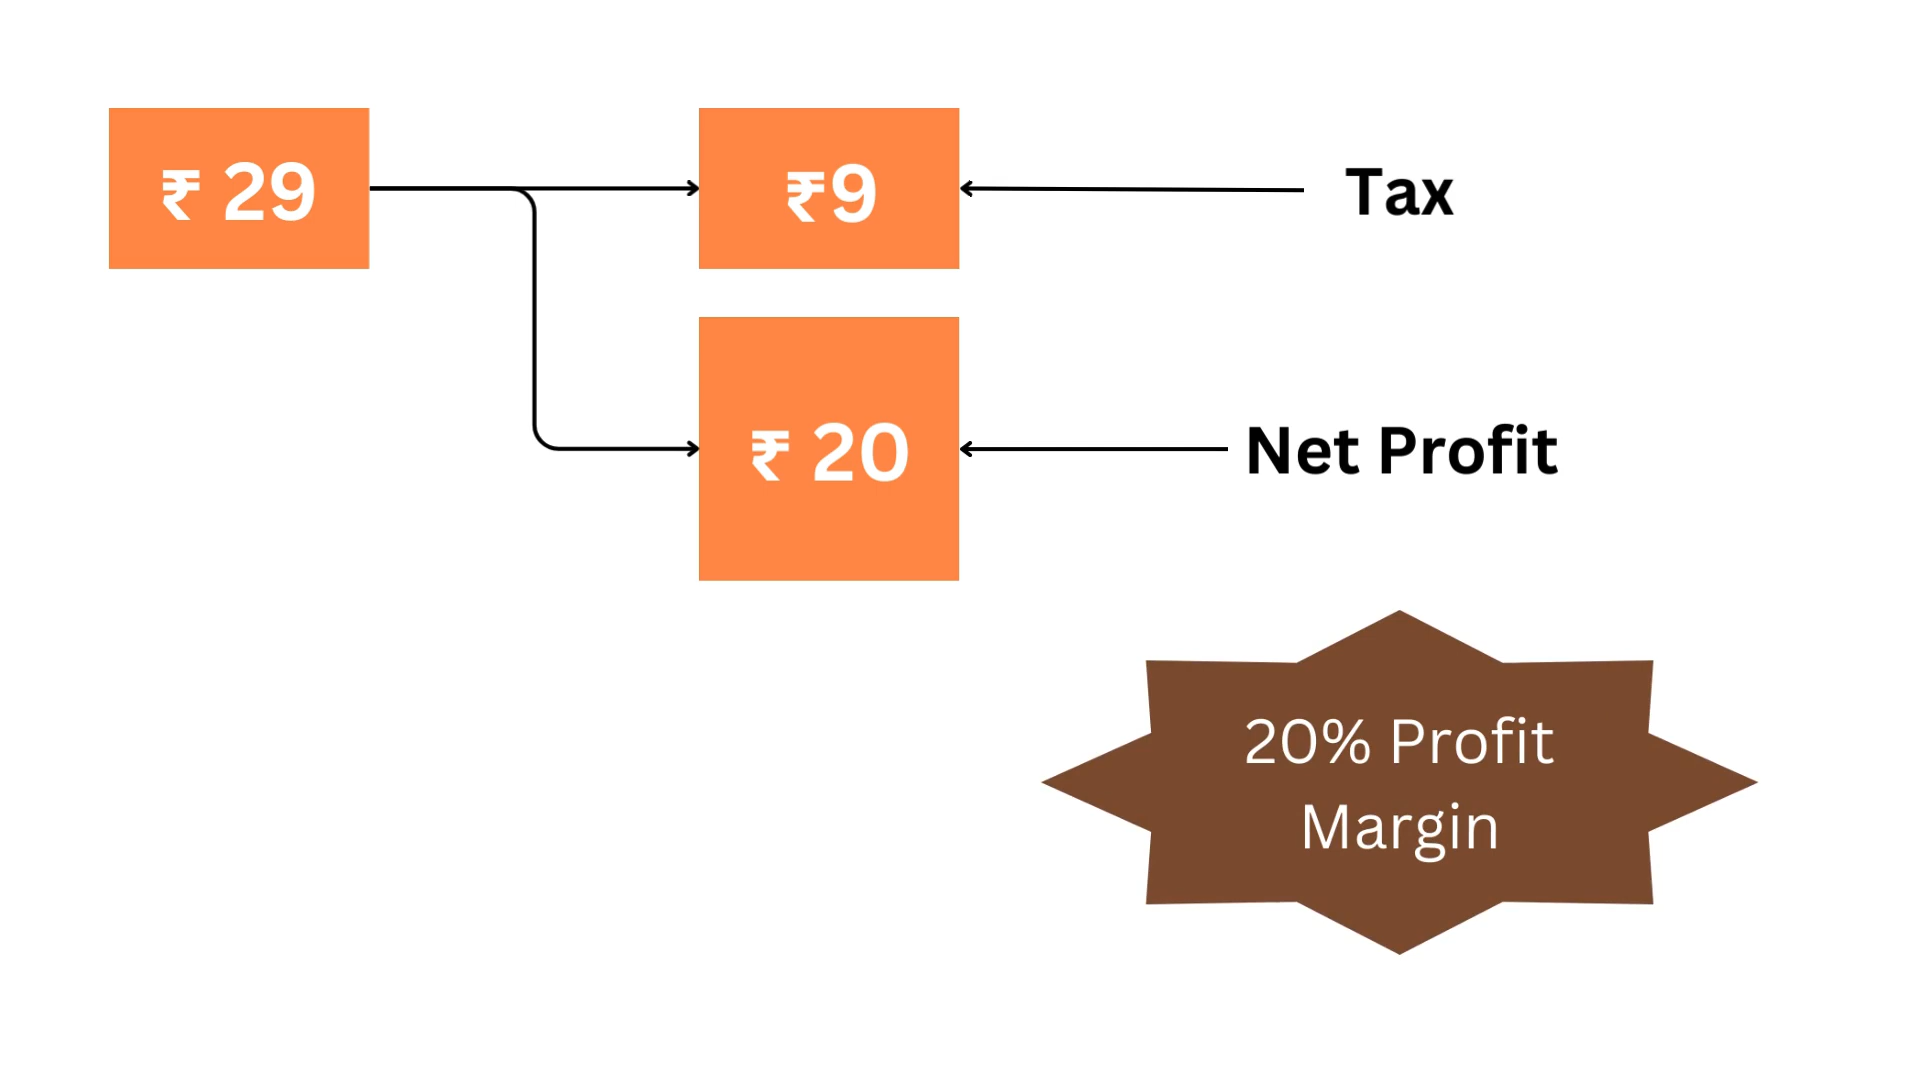 ₹ 29
₹9
Tax
₹ 20
Net Profit
20% Profit
Margin